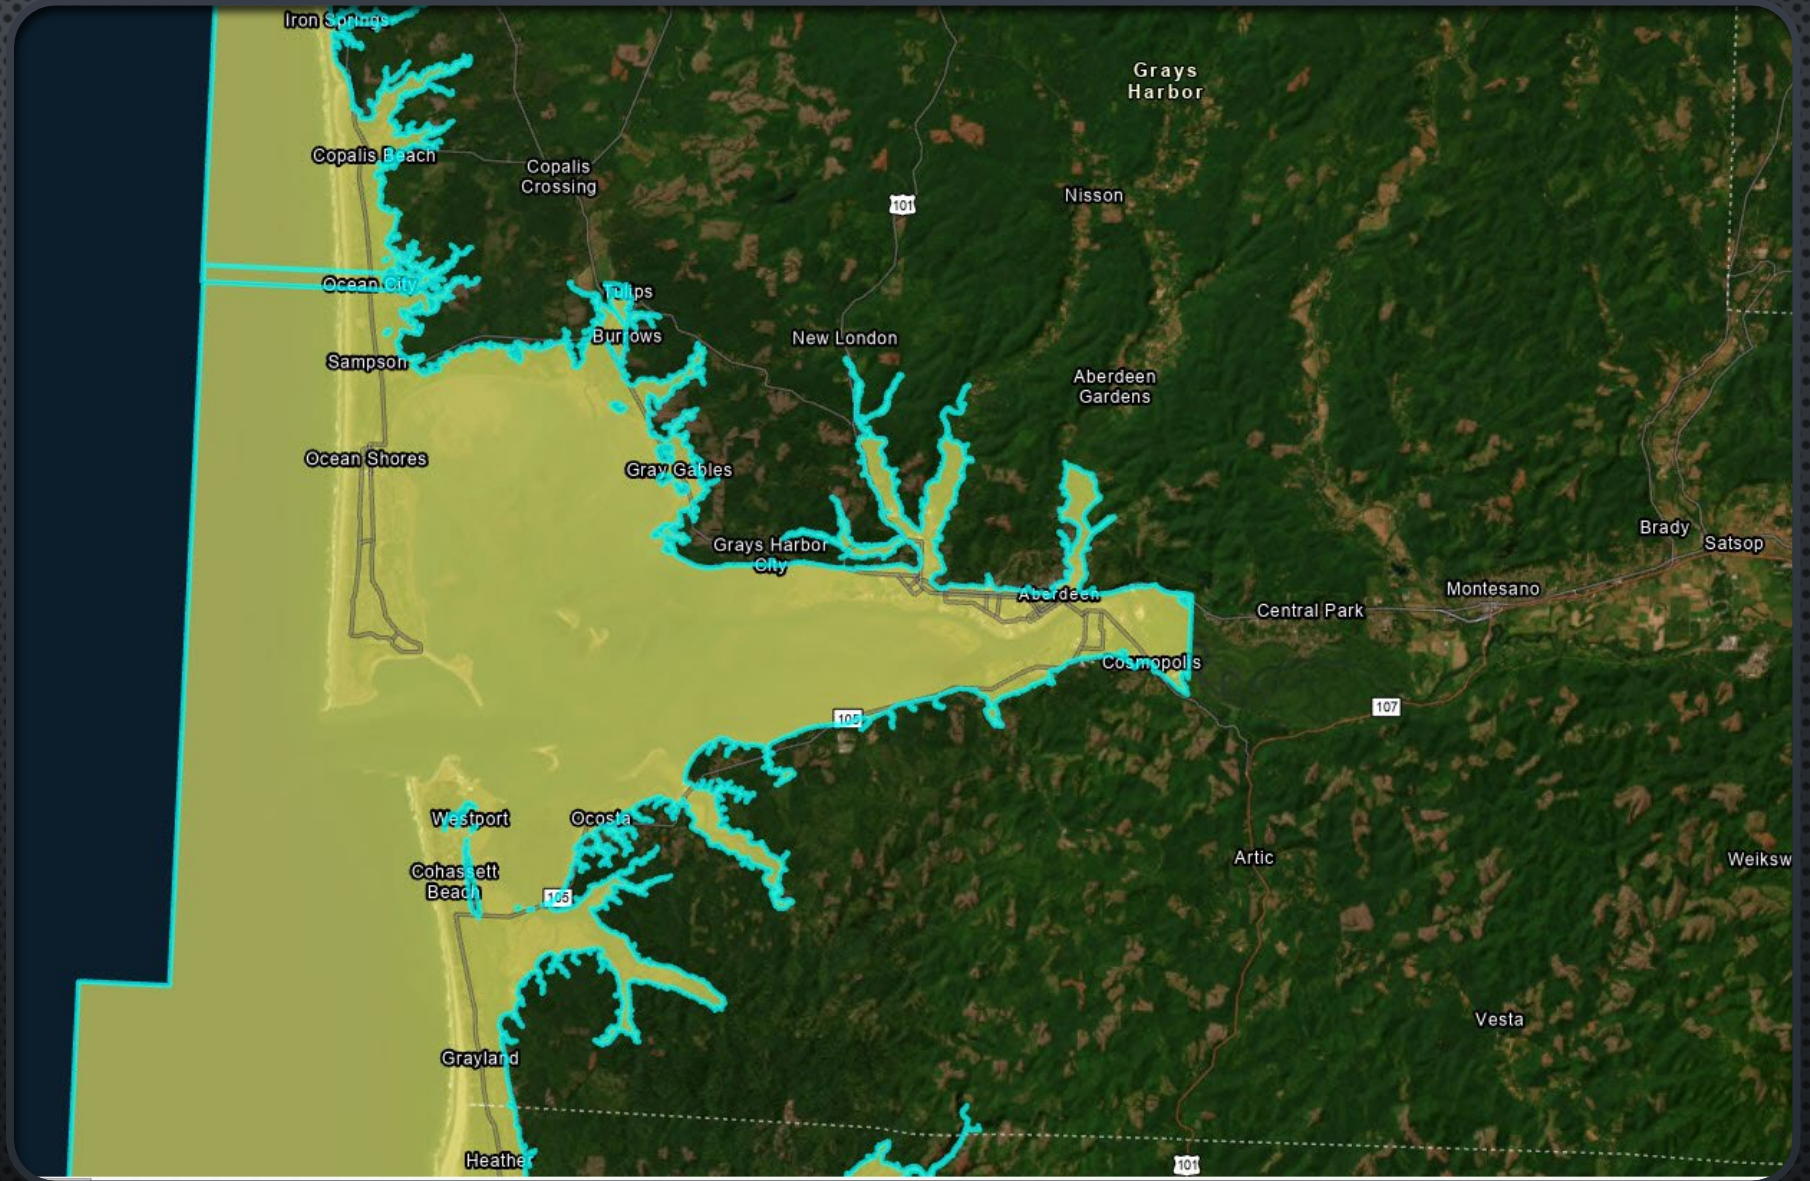 Iron Springs
Grays
Harbor
Copalis Beach
Copalis
Crossing
Nisson
101
Ocean City
Tulips
Burrows
New London
Sampson
Aberdeen
Gardens
Ocean Shores
Gray Gables
Brady
Satsop
Grays Harbor
City
Montesano
Aberdeen
Central Park
Cosmopolis
107
105
Westport
Ocosta
Artic
Weiksw
Cohassett
Beach
105
Vesta
Grayland
Heather
101